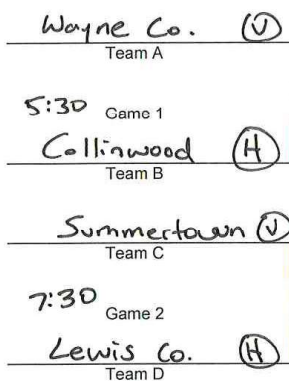 Wayne Co. V
Team A
5:30 Game 1
Collinwood H
Team B
Summertown V
Team C
7:30
Game 2
Lewis Co. H
Team D